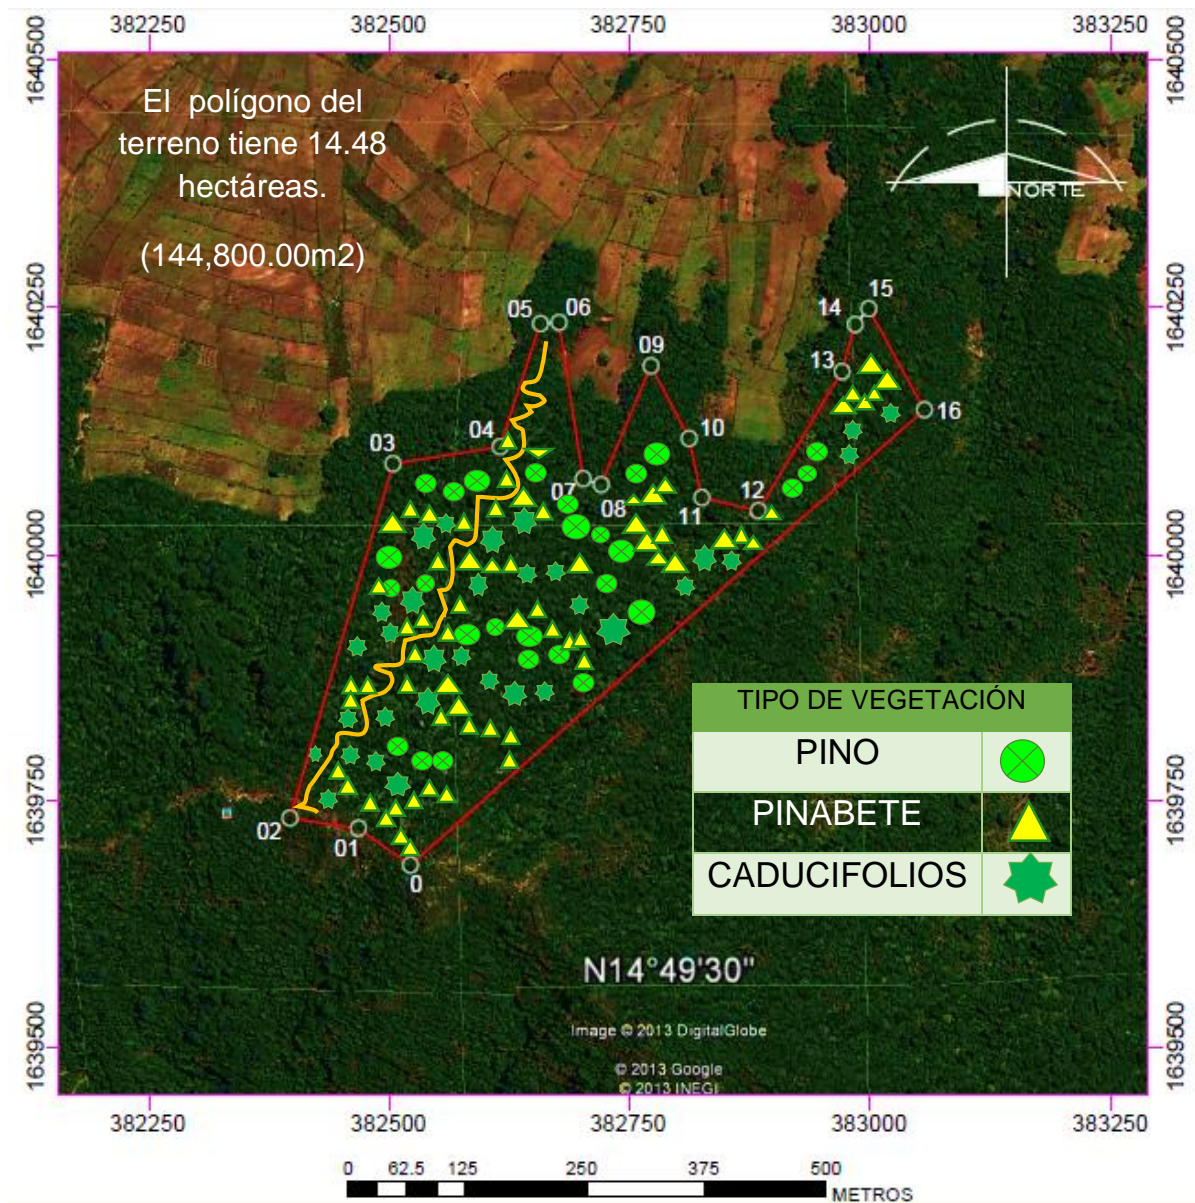 382250 382500 382750 383000 383250
1640500 1640500
El polígono del
terreno tiene 14.48
hectáreas.
(144,800.00m2)
NORTE
1640250 1640250
15
05 06 14
09 13
16
03 04 10
07 08 11 12
1640000 1640000
TIPO DE VEGETACIÓN
PINO
PINABETE
CADUCIFOLIOS
1639750 1639750
02 01
0
N14°49'30"
Image © 2013 DigitalGlobe
© 2013 Google
© 2013 INEGI
1639500 1639500
382250 382500 382750 383000 383250
0 62.5 125 250 375 500
METROS